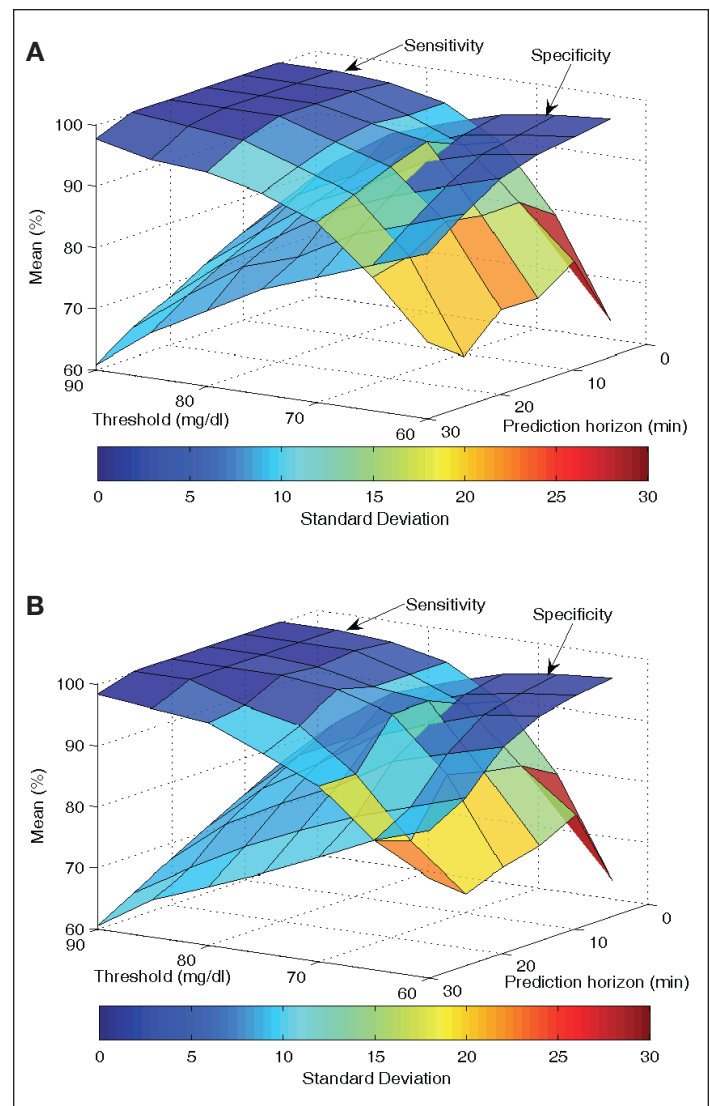 A
Sensitivity
Specificity
100
90
80
70
60
Mean (%)
90
80
70
60
Threshold (mg/dl)
30
20
10
0
Prediction horizon (min)
0 5 10 15 20 25 30
Standard Deviation
B
Sensitivity
Specificity
100
90
80
70
60
Mean (%)
90
80
70
60
Threshold (mg/dl)
30
20
10
0
Prediction horizon (min)
0 5 10 15 20 25 30
Standard Deviation